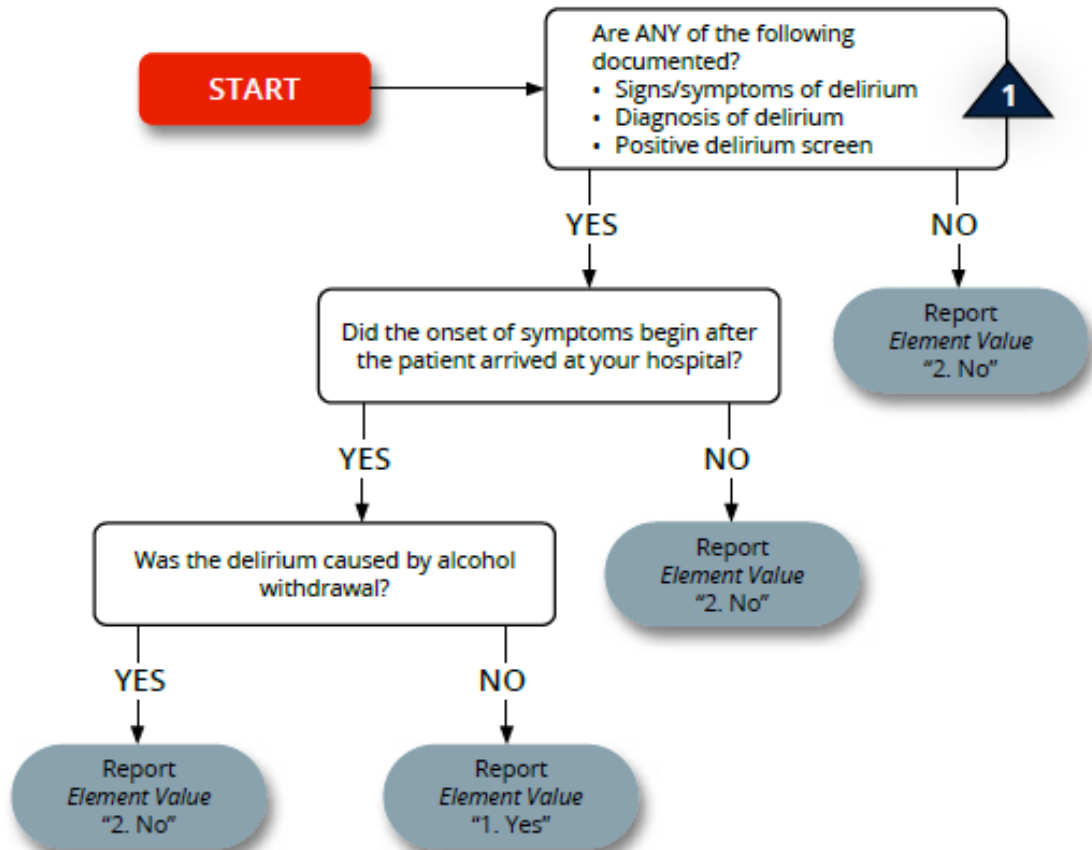 START
Are ANY of the following
documented?
• Signs/symptoms of delirium
• Diagnosis of delirium
• Positive delirium screen
1
YES
NO
Did the onset of symptoms begin after
the patient arrived at your hospital?
Report
Element Value
“2. No”
YES
NO
Was the delirium caused by alcohol
withdrawal?
Report
Element Value
“2. No”
YES
NO
Report
Element Value
“2. No”
Report
Element Value
“1. Yes”